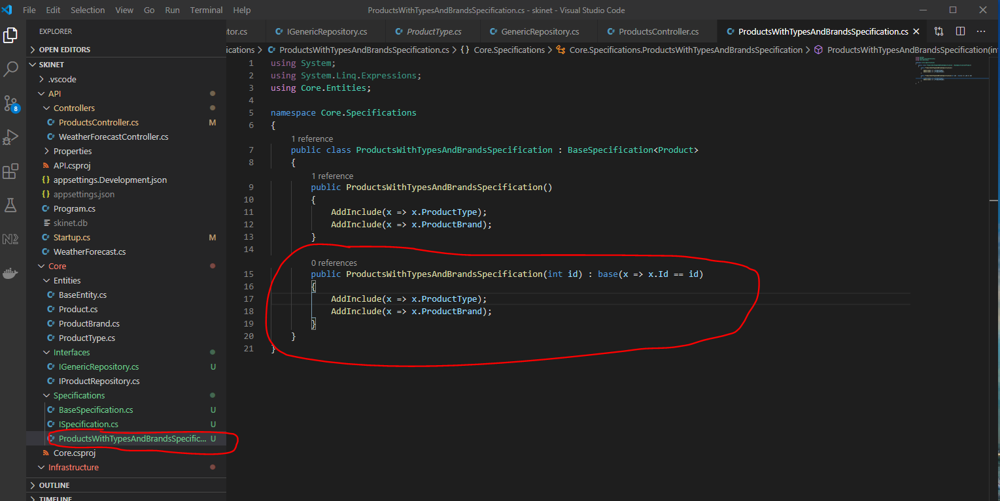 File Edit Selection View Go Run Terminal Help
ProductsWithTypesAndBrandsSpecification.cs - skinet - Visual Studio Code
EXPLORER
OPEN EDITORS
SKINET
.vscode
API
Controllers
ProductsController.cs M
WeatherForecastController.cs
Properties
API.csproj
{} appsettings.Development.json
{} appsettings.json
Program.cs
skinet.db
Startup.cs M
WeatherForecast.cs
Core
Entities
BaseEntity.cs
Product.cs
ProductBrand.cs
ProductType.cs
Interfaces
IGenericRepository.cs U
IProductRepository.cs
Specifications
BaseSpecification.cs U
ISpecification.cs U
ProductsWithTypesAndBrandsSpecific... U
Core.csproj
Infrastructure
OUTLINE
TIMELINE
8
tor.cs IGenericRepository.cs ProductType.cs GenericRepository.cs ProductsController.cs ProductsWithTypesAndBrandsSpecification.cs
ications > ProductsWithTypesAndBrandsSpecification.cs > {} Core.Specifications > Core.Specifications.ProductsWithTypesAndBrandsSpecification > ProductsWithTypesAndBrandsSpecification(int
1 using System;
2 using System.Linq.Expressions;
3 using Core.Entities;
4
5 namespace Core.Specifications
6 {
1 reference
7 public class ProductsWithTypesAndBrandsSpecification : BaseSpecification<Product>
8 {
1 reference
9 public ProductsWithTypesAndBrandsSpecification()
10 {
11 AddInclude(x => x.ProductType);
12 AddInclude(x => x.ProductBrand);
13 }
14
0 references
15 public ProductsWithTypesAndBrandsSpecification(int id) : base(x => x.Id == id)
16 {
17 AddInclude(x => x.ProductType);
18 AddInclude(x => x.ProductBrand);
19 }
20 }
21 }